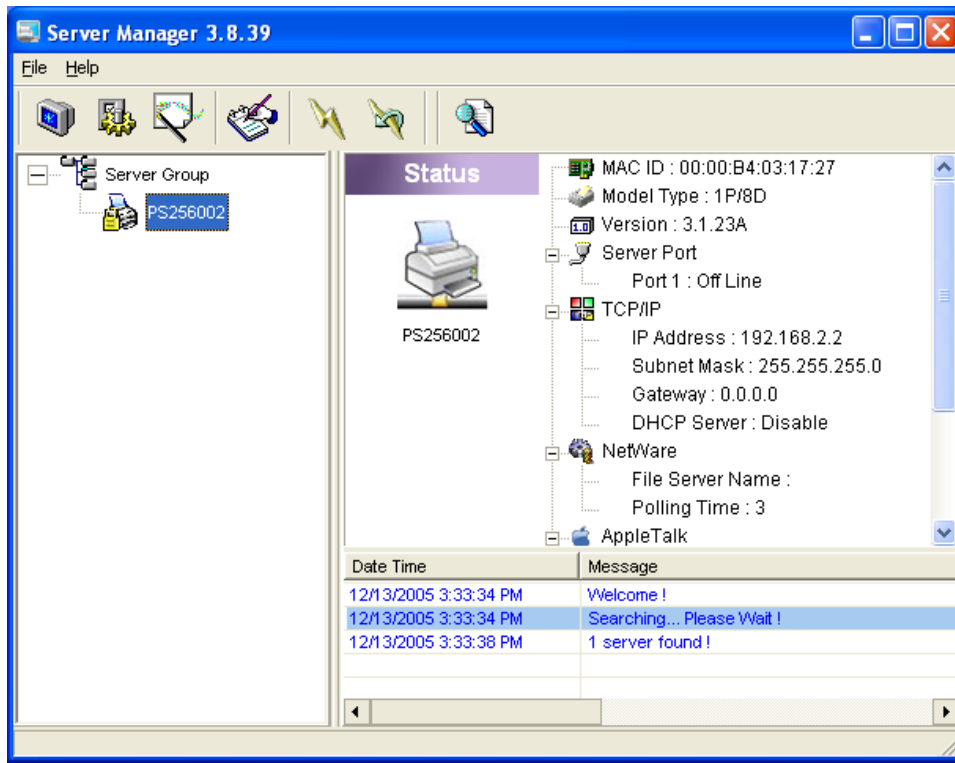 Server Manager 3.8.39
File Help
Server Group
PS256002
Status
PS256002
MAC ID : 00:00:B4:03:17:27
Model Type : 1P/8D
1.0 Version : 3.1.23A
Server Port
Port 1 : Off Line
TCP/IP
IP Address : 192.168.2.2
Subnet Mask : 255.255.255.0
Gateway : 0.0.0.0
DHCP Server : Disable
NetWare
File Server Name :
Polling Time : 3
AppleTalk
Date Time Message
12/13/2005 3:33:34 PM Welcome !
12/13/2005 3:33:34 PM Searching... Please Wait !
12/13/2005 3:33:38 PM 1 server found !